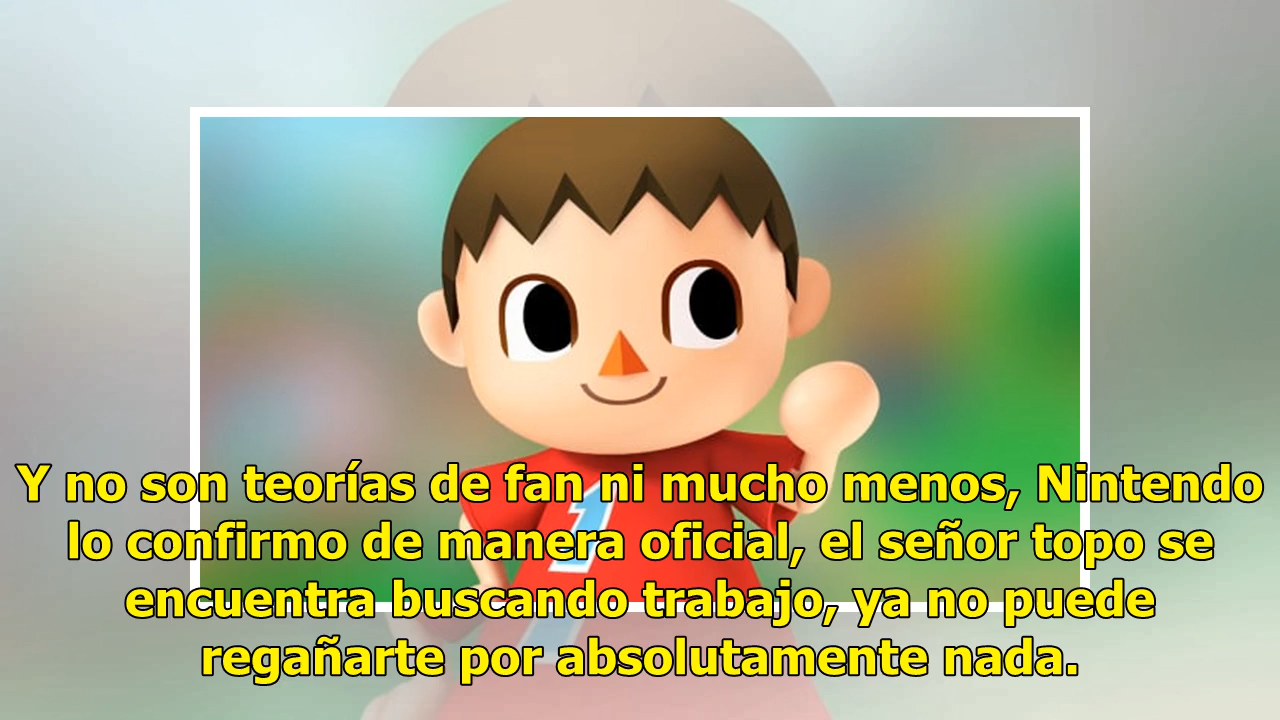 Y no son teorías de fan ni mucho menos, Nintendo
lo confirmo de manera oficial, el señor topo se
encuentra buscando trabajo, ya no puede
regañarte por absolutamente nada.
1